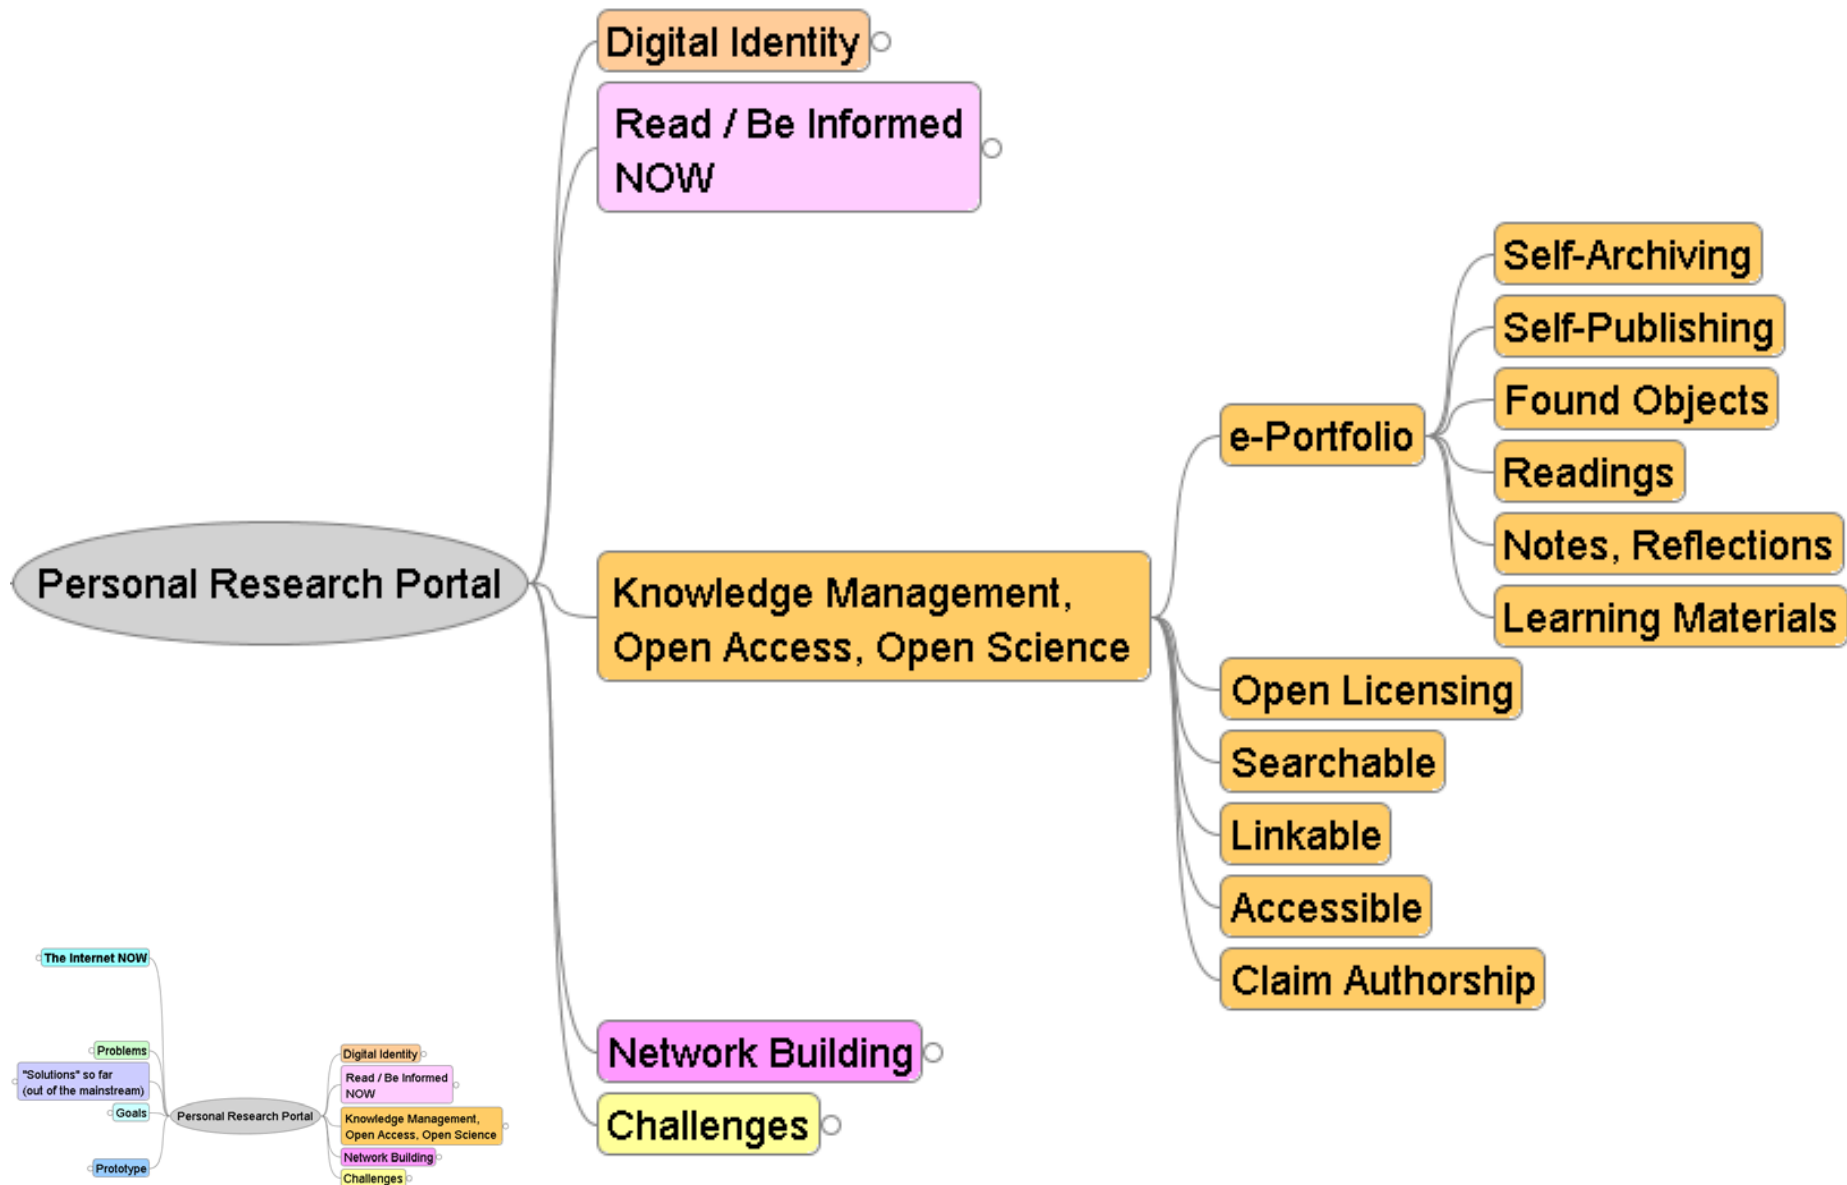 Digital Identity
Read / Be Informed
NOW
Self-Archiving
Self-Publishing
Found Objects
e-Portfolio
Readings
Notes, Reflections
Personal Research Portal
Knowledge Management,
Open Access, Open Science
Learning Materials
Open Licensing
Searchable
Linkable
Accessible
Claim Authorship
Network Building
Challenges
The Internet NOW
Problems
"Solutions" so far
(out of the mainstream)
Goals
Prototype
Personal Research Portal
Digital Identity
Read / Be Informed
NOW
Knowledge Management,
Open Access, Open Science
Network Building
Challenges